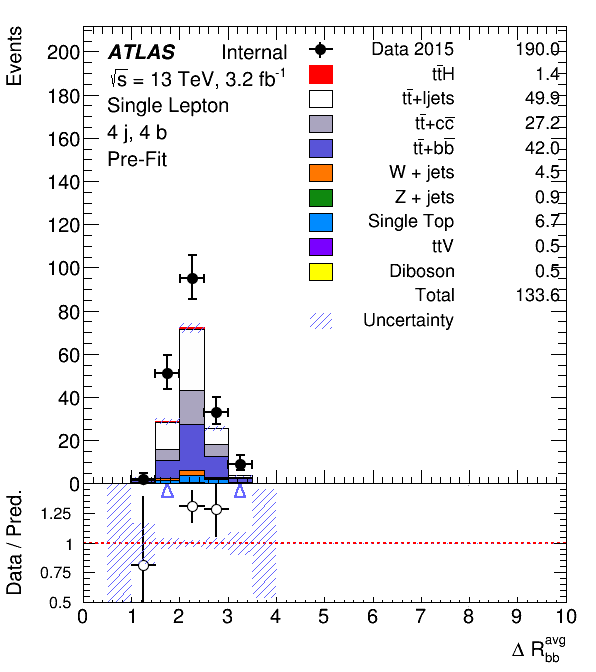 Events
200
180
160
140
120
100
80
60
40
20
0
ATLAS Internal
√s = 13 TeV, 3.2 fb⁻¹
Single Lepton
4 j, 4 b
Pre-Fit
Data 2015 190.0
tt̄H 1.4
tt̄+ljets 49.9
tt̄+cc̄ 27.2
tt̄+bb̄ 42.0
W + jets 4.5
Z + jets 0.9
Single Top 6.7
ttV 0.5
Diboson 0.5
Total 133.6
Uncertainty
Data / Pred.
1.25
1
0.75
0.5
0 1 2 3 4 5 6 7 8 9 10
Δ R_bb^avg